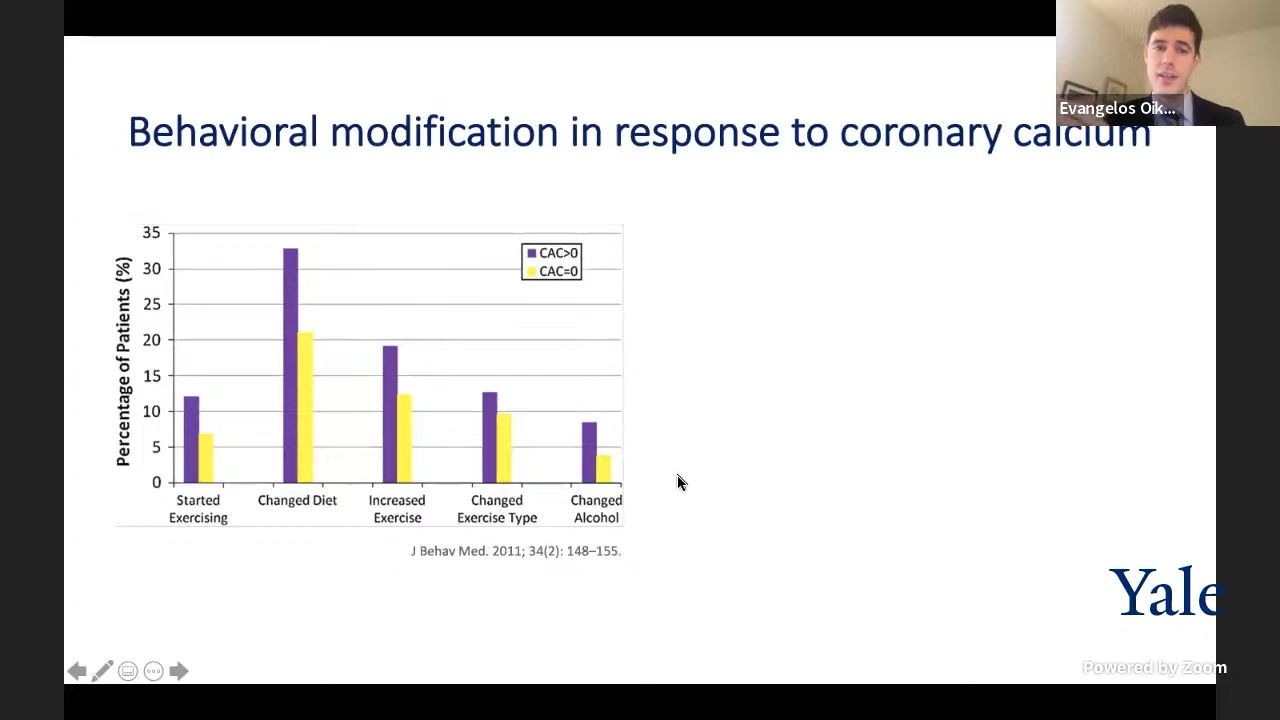 Evangelos Oik...
Behavioral modification in response to coronary calcium
35
30
25
20
15
10
5
0
Percentage of Patients (%)
CAC>0
CAC=0
Started Exercising
Changed Diet
Increased Exercise
Changed Exercise Type
Changed Alcohol
J Behav Med. 2011; 34(2): 148–155.
Yale
Powered by Zoom